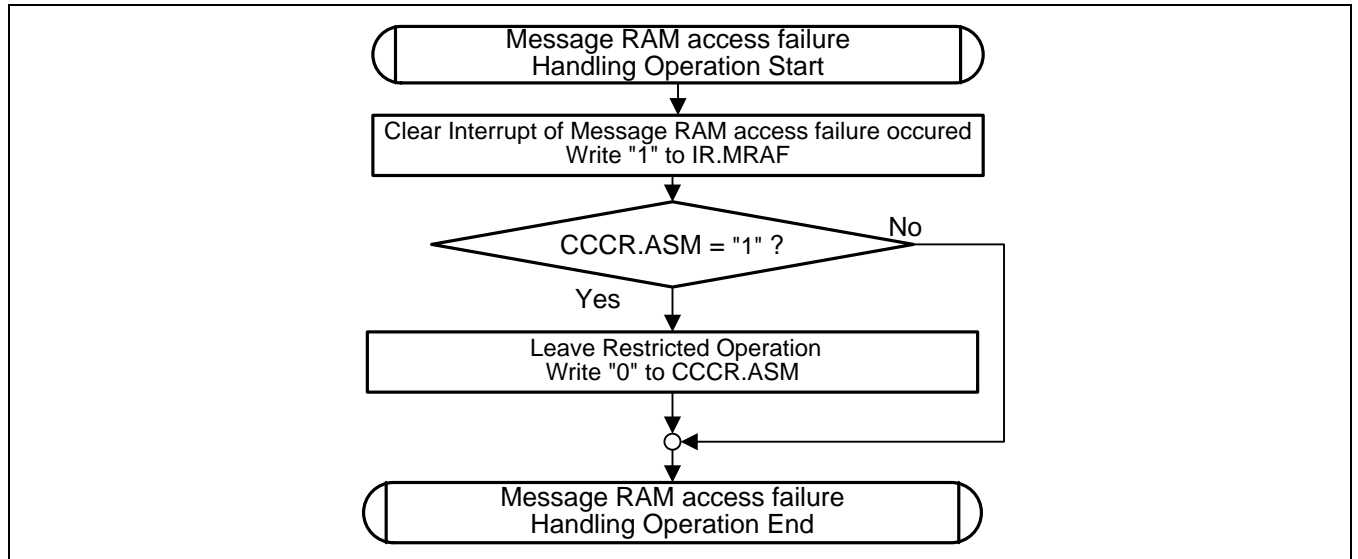 Message RAM access failure
Handling Operation Start
Clear Interrupt of Message RAM access failure occured
Write "1" to IR.MRAF
CCCR.ASM = "1" ?
No
Yes
Leave Restricted Operation
Write "0" to CCCR.ASM
Message RAM access failure
Handling Operation End